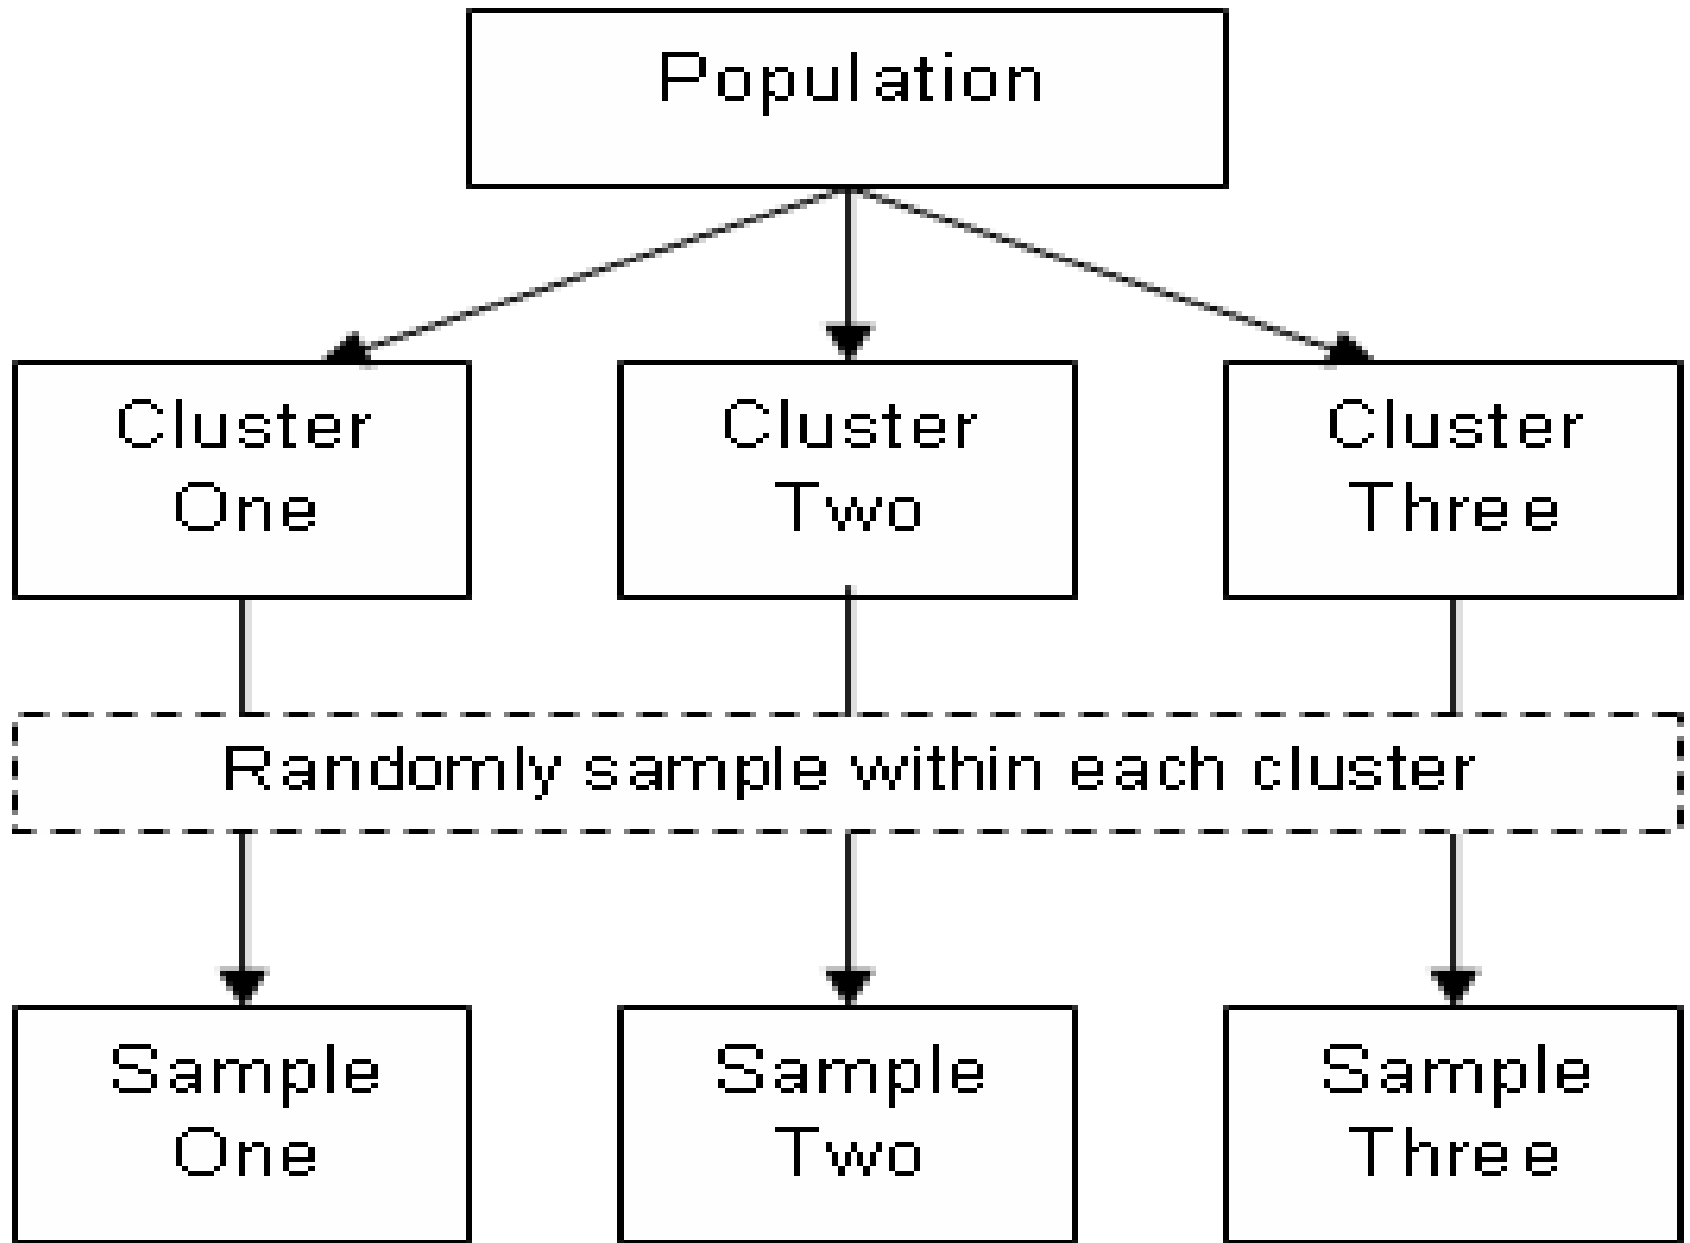 Population
Cluster
One
Cluster
Two
Cluster
Three
Randomly sample within each cluster
Sample
One
Sample
Two
Sample
Three